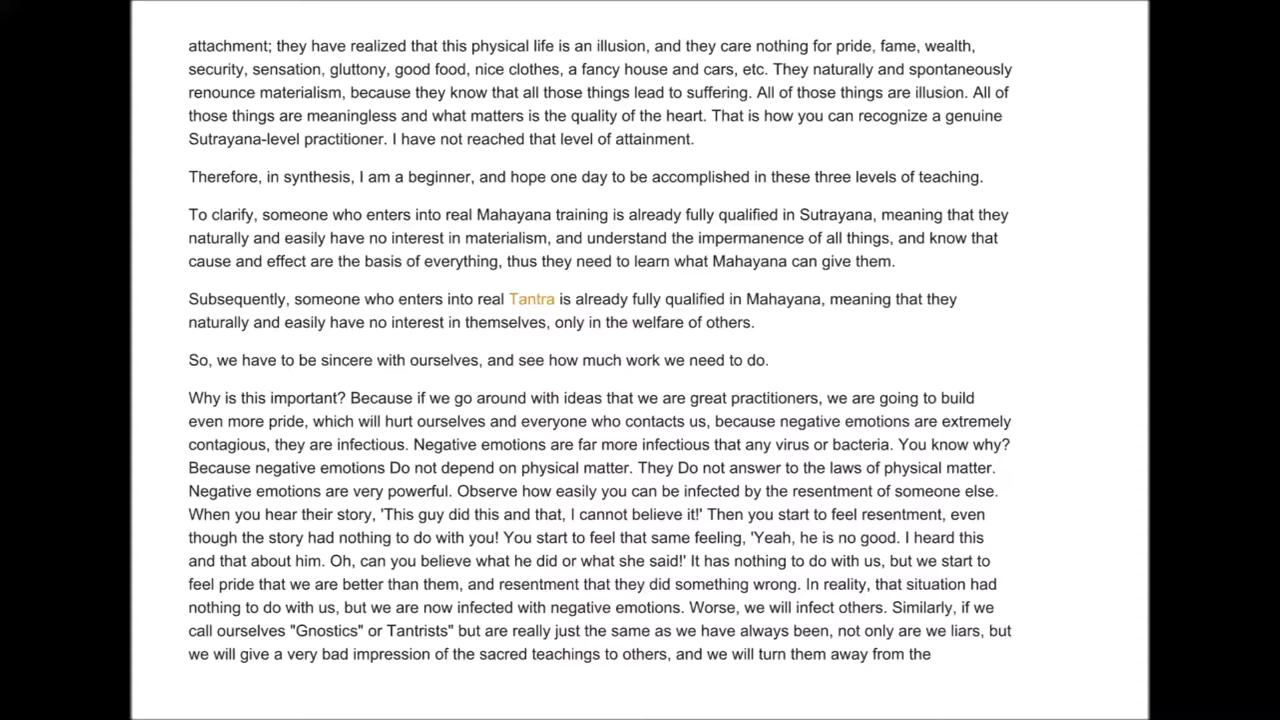 attachment; they have realized that this physical life is an illusion, and they care nothing for pride, fame, wealth,
security, sensation, gluttony, good food, nice clothes, a fancy house and cars, etc. They naturally and spontaneously
renounce materialism, because they know that all those things lead to suffering. All of those things are illusion. All of
those things are meaningless and what matters is the quality of the heart. That is how you can recognize a genuine
Sutrayana-level practitioner. I have not reached that level of attainment.
Therefore, in synthesis, I am a beginner, and hope one day to be accomplished in these three levels of teaching.
To clarify, someone who enters into real Mahayana training is already fully qualified in Sutrayana, meaning that they
naturally and easily have no interest in materialism, and understand the impermanence of all things, and know that
cause and effect are the basis of everything, thus they need to learn what Mahayana can give them.
Subsequently, someone who enters into real Tantra is already fully qualified in Mahayana, meaning that they
naturally and easily have no interest in themselves, only in the welfare of others.
So, we have to be sincere with ourselves, and see how much work we need to do.
Why is this important? Because if we go around with ideas that we are great practitioners, we are going to build
even more pride, which will hurt ourselves and everyone who contacts us, because negative emotions are extremely
contagious, they are infectious. Negative emotions are far more infectious that any virus or bacteria. You know why?
Because negative emotions Do not depend on physical matter. They Do not answer to the laws of physical matter.
Negative emotions are very powerful. Observe how easily you can be infected by the resentment of someone else.
When you hear their story, 'This guy did this and that, I cannot believe it!' Then you start to feel resentment, even
though the story had nothing to do with you! You start to feel that same feeling, 'Yeah, he is no good. I heard this
and that about him. Oh, can you believe what he did or what she said!' It has nothing to do with us, but we start to
feel pride that we are better than them, and resentment that they did something wrong. In reality, that situation had
nothing to do with us, but we are now infected with negative emotions. Worse, we will infect others. Similarly, if we
call ourselves "Gnostics" or Tantrists" but are really just the same as we have always been, not only are we liars, but
we will give a very bad impression of the sacred teachings to others, and we will turn them away from the